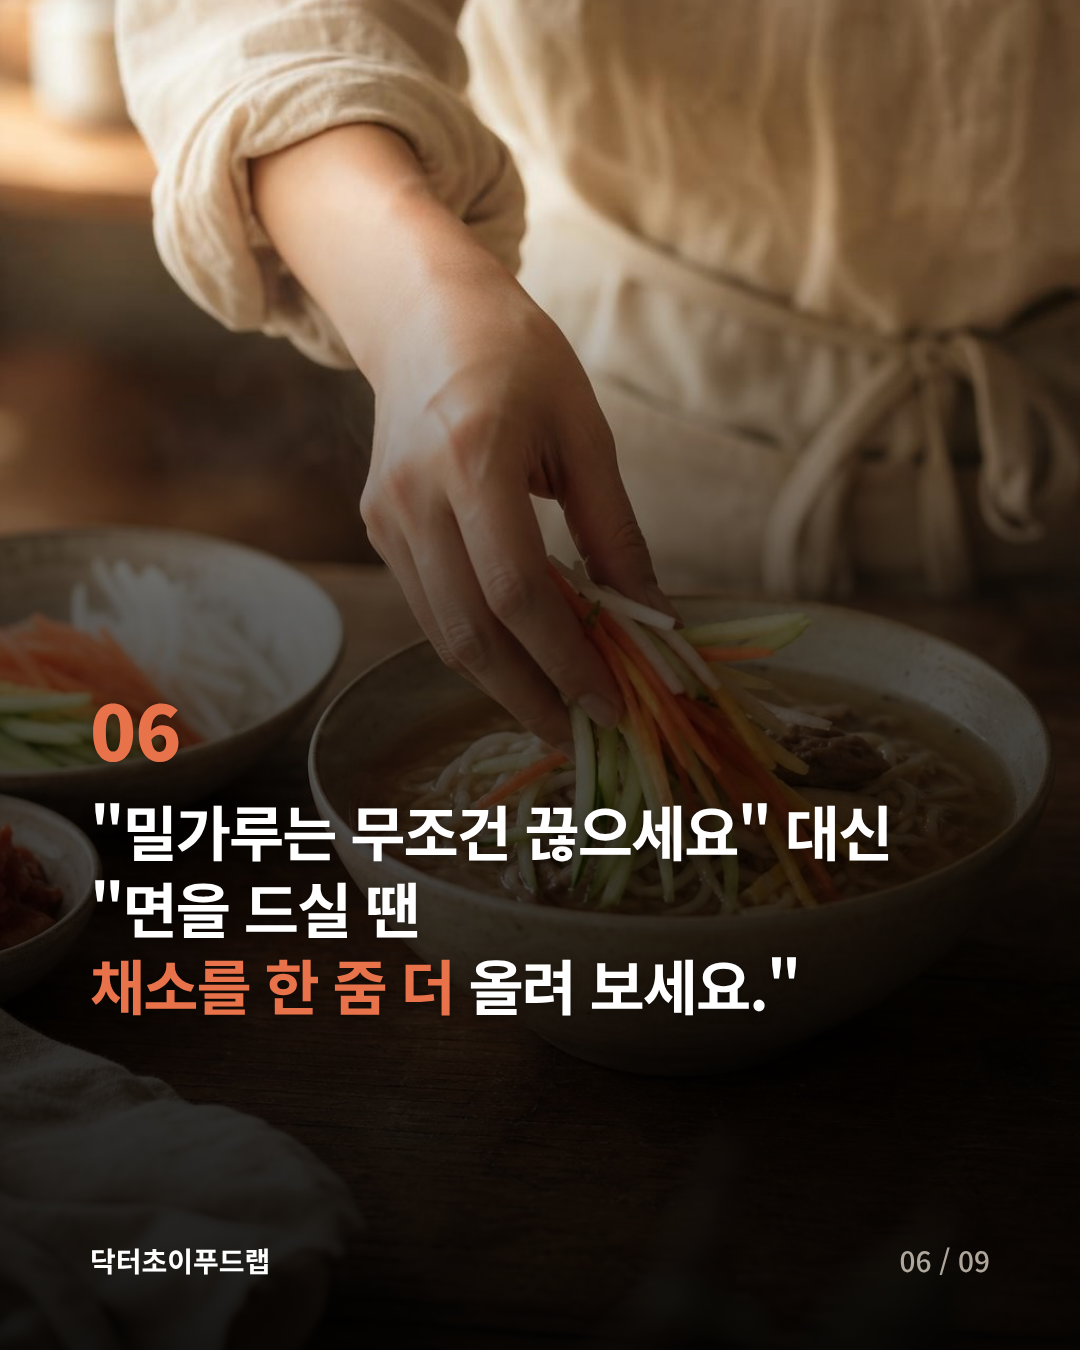 06
"밀가루는 무조건 끊으세요" 대신
"면을 드실 땐
채소를 한 줌 더 올려 보세요."
닥터초이푸드랩
06 / 09